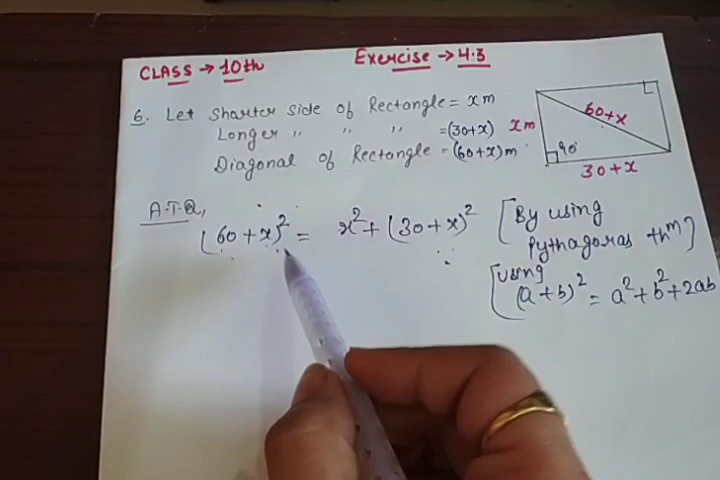 CLASS → 10th Exercise → 4.3
6. Let Shorter side of Rectangle = x m
Longer " " " = (30+x)
Diagonal of Rectangle = (60+x) m
x m
60+x
90°
30+x
A.T.Q,
(60+x)² = x² + (30+x)² [By using
Pythagoras thm]
[using
(a+b)² = a²+b²+2ab